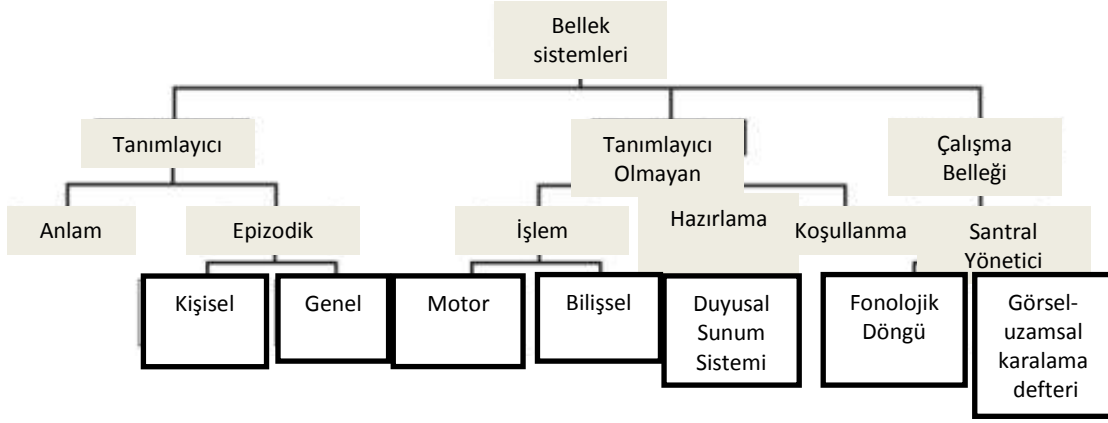 Bellek
sistemleri
Tanımlayıcı
Tanımlayıcı
Olmayan
Çalışma
Belleği
Anlam
Epizodik
İşlem
Hazırlama
Koşullanma
Santral
Yönetici
Kişisel
Genel
Motor
Bilişsel
Duyusal
Sunum
Sistemi
Fonolojik
Döngü
Görsel-
uzamsal
karalama
defteri